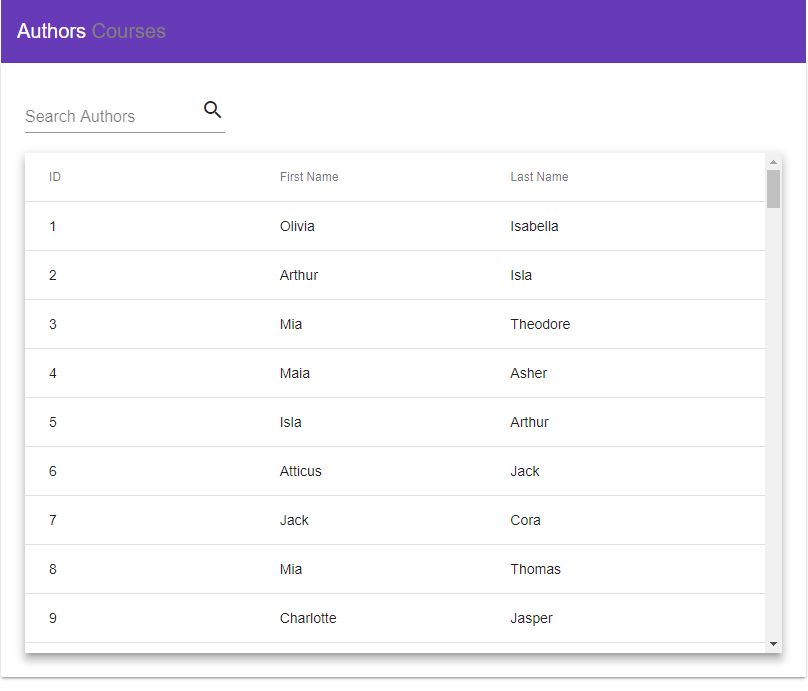 Authors Courses
Search Authors
ID First Name Last Name
1 Olivia Isabella
2 Arthur Isla
3 Mia Theodore
4 Maia Asher
5 Isla Arthur
6 Atticus Jack
7 Jack Cora
8 Mia Thomas
9 Charlotte Jasper